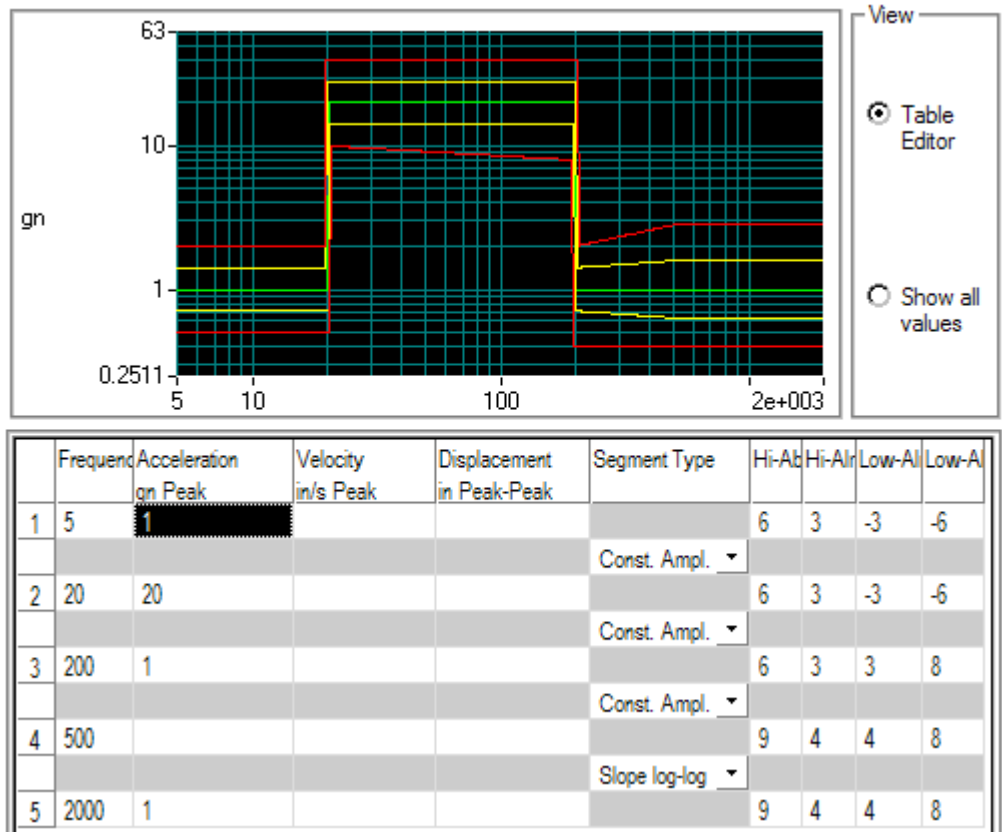 View
63
10
gn
1
0.2511
5 10 100 2e+003
Table
Editor
Show all
values
Frequenc Acceleration Velocity Displacement Segment Type Hi-Ab Hi-Alr Low-Al Low-Al
gn Peak in/s Peak in Peak-Peak
1 5 1 6 3 -3 -6
Const. Ampl.
2 20 20 6 3 -3 -6
Const. Ampl.
3 200 1 6 3 3 8
Const. Ampl.
4 500 9 4 4 8
Slope log-log
5 2000 1 9 4 4 8